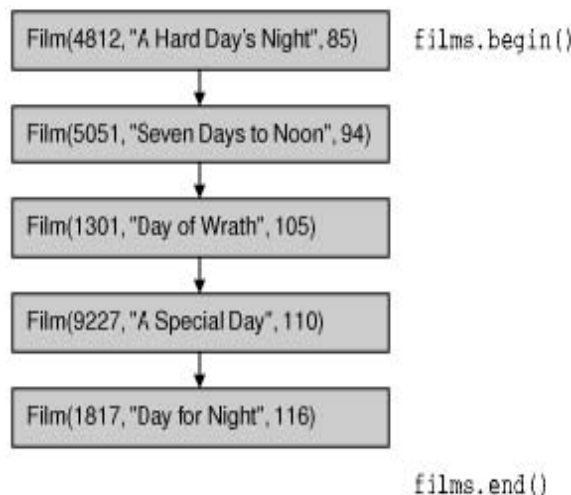 Film(4812, "A Hard Day's Night", 85) films.begin()
Film(5051, "Seven Days to Noon", 94)
Film(1301, "Day of Wrath", 105)
Film(9227, "A Special Day", 110)
Film(1817, "Day for Night", 116)
films.end()